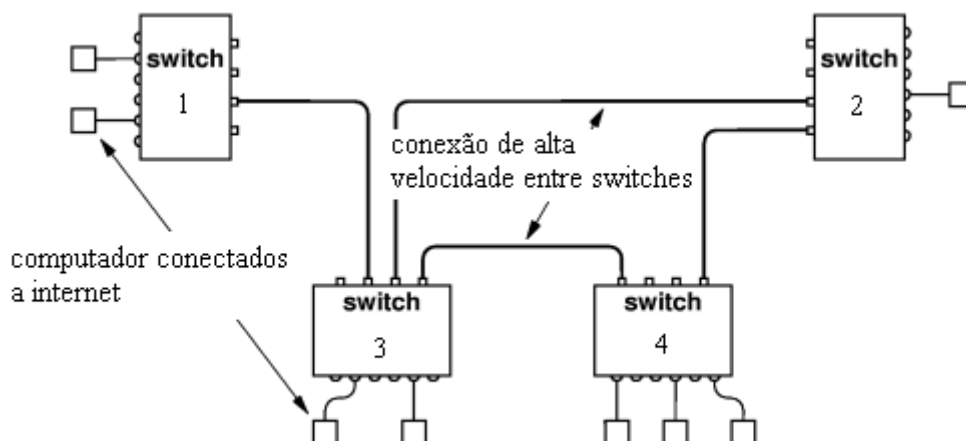 switch
1
switch
2
conexão de alta
velocidade entre switches
computador conectados
a internet
switch
3
switch
4